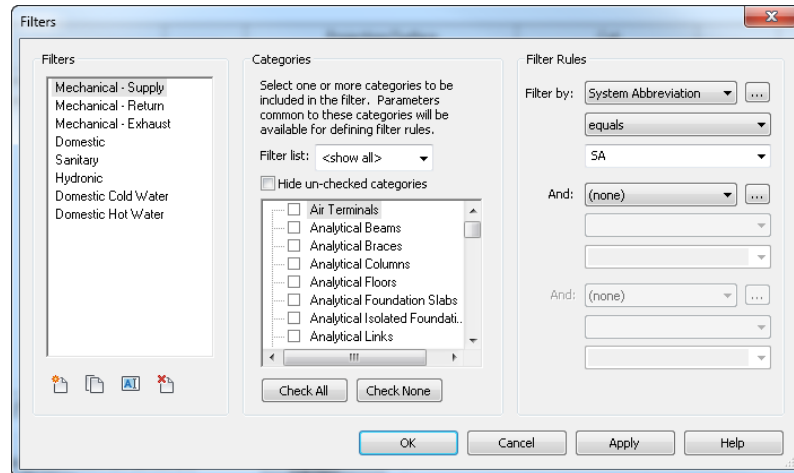 Filters
Filters
Mechanical - Supply
Mechanical - Return
Mechanical - Exhaust
Domestic
Sanitary
Hydronic
Domestic Cold Water
Domestic Hot Water
Categories
Select one or more categories to be
included in the filter. Parameters
common to these categories will be
available for defining filter rules.
Filter list: <show all>
Hide un-checked categories
Air Terminals
Analytical Beams
Analytical Braces
Analytical Columns
Analytical Floors
Analytical Foundation Slabs
Analytical Isolated Foundati..
Analytical Links
Check All Check None
Filter Rules
Filter by: System Abbreviation ...
equals
SA
And: (none) ...
And: (none) ...
OK Cancel Apply Help